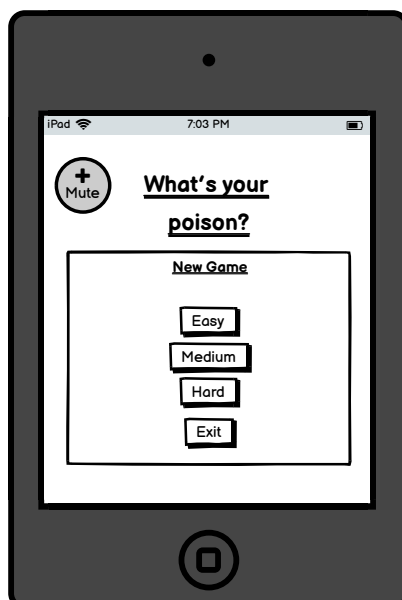 iPad 7:03 PM
Mute
What's your
poison?
New Game
Easy
Medium
Hard
Exit